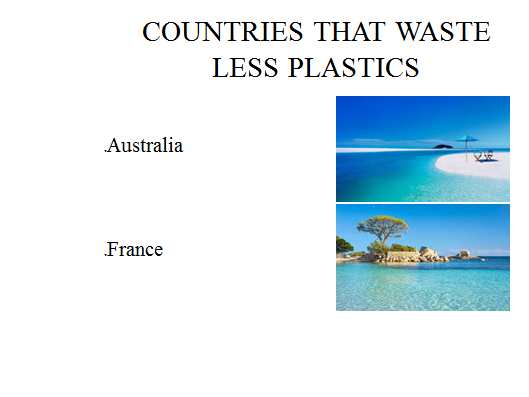 COUNTRIES THAT WASTE
LESS PLASTICS
.Australia
.France